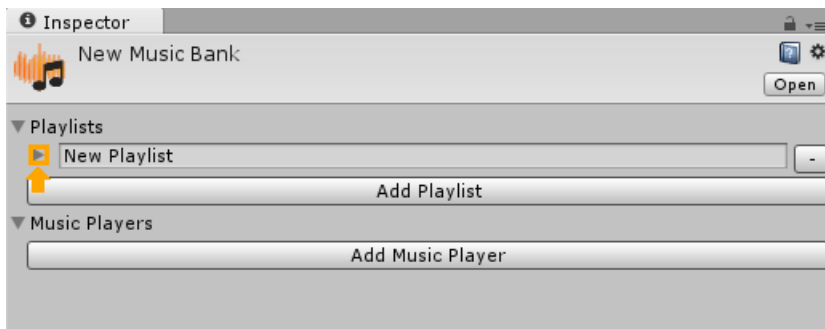 Inspector
New Music Bank
Open
Playlists
New Playlist
-
Add Playlist
Music Players
Add Music Player